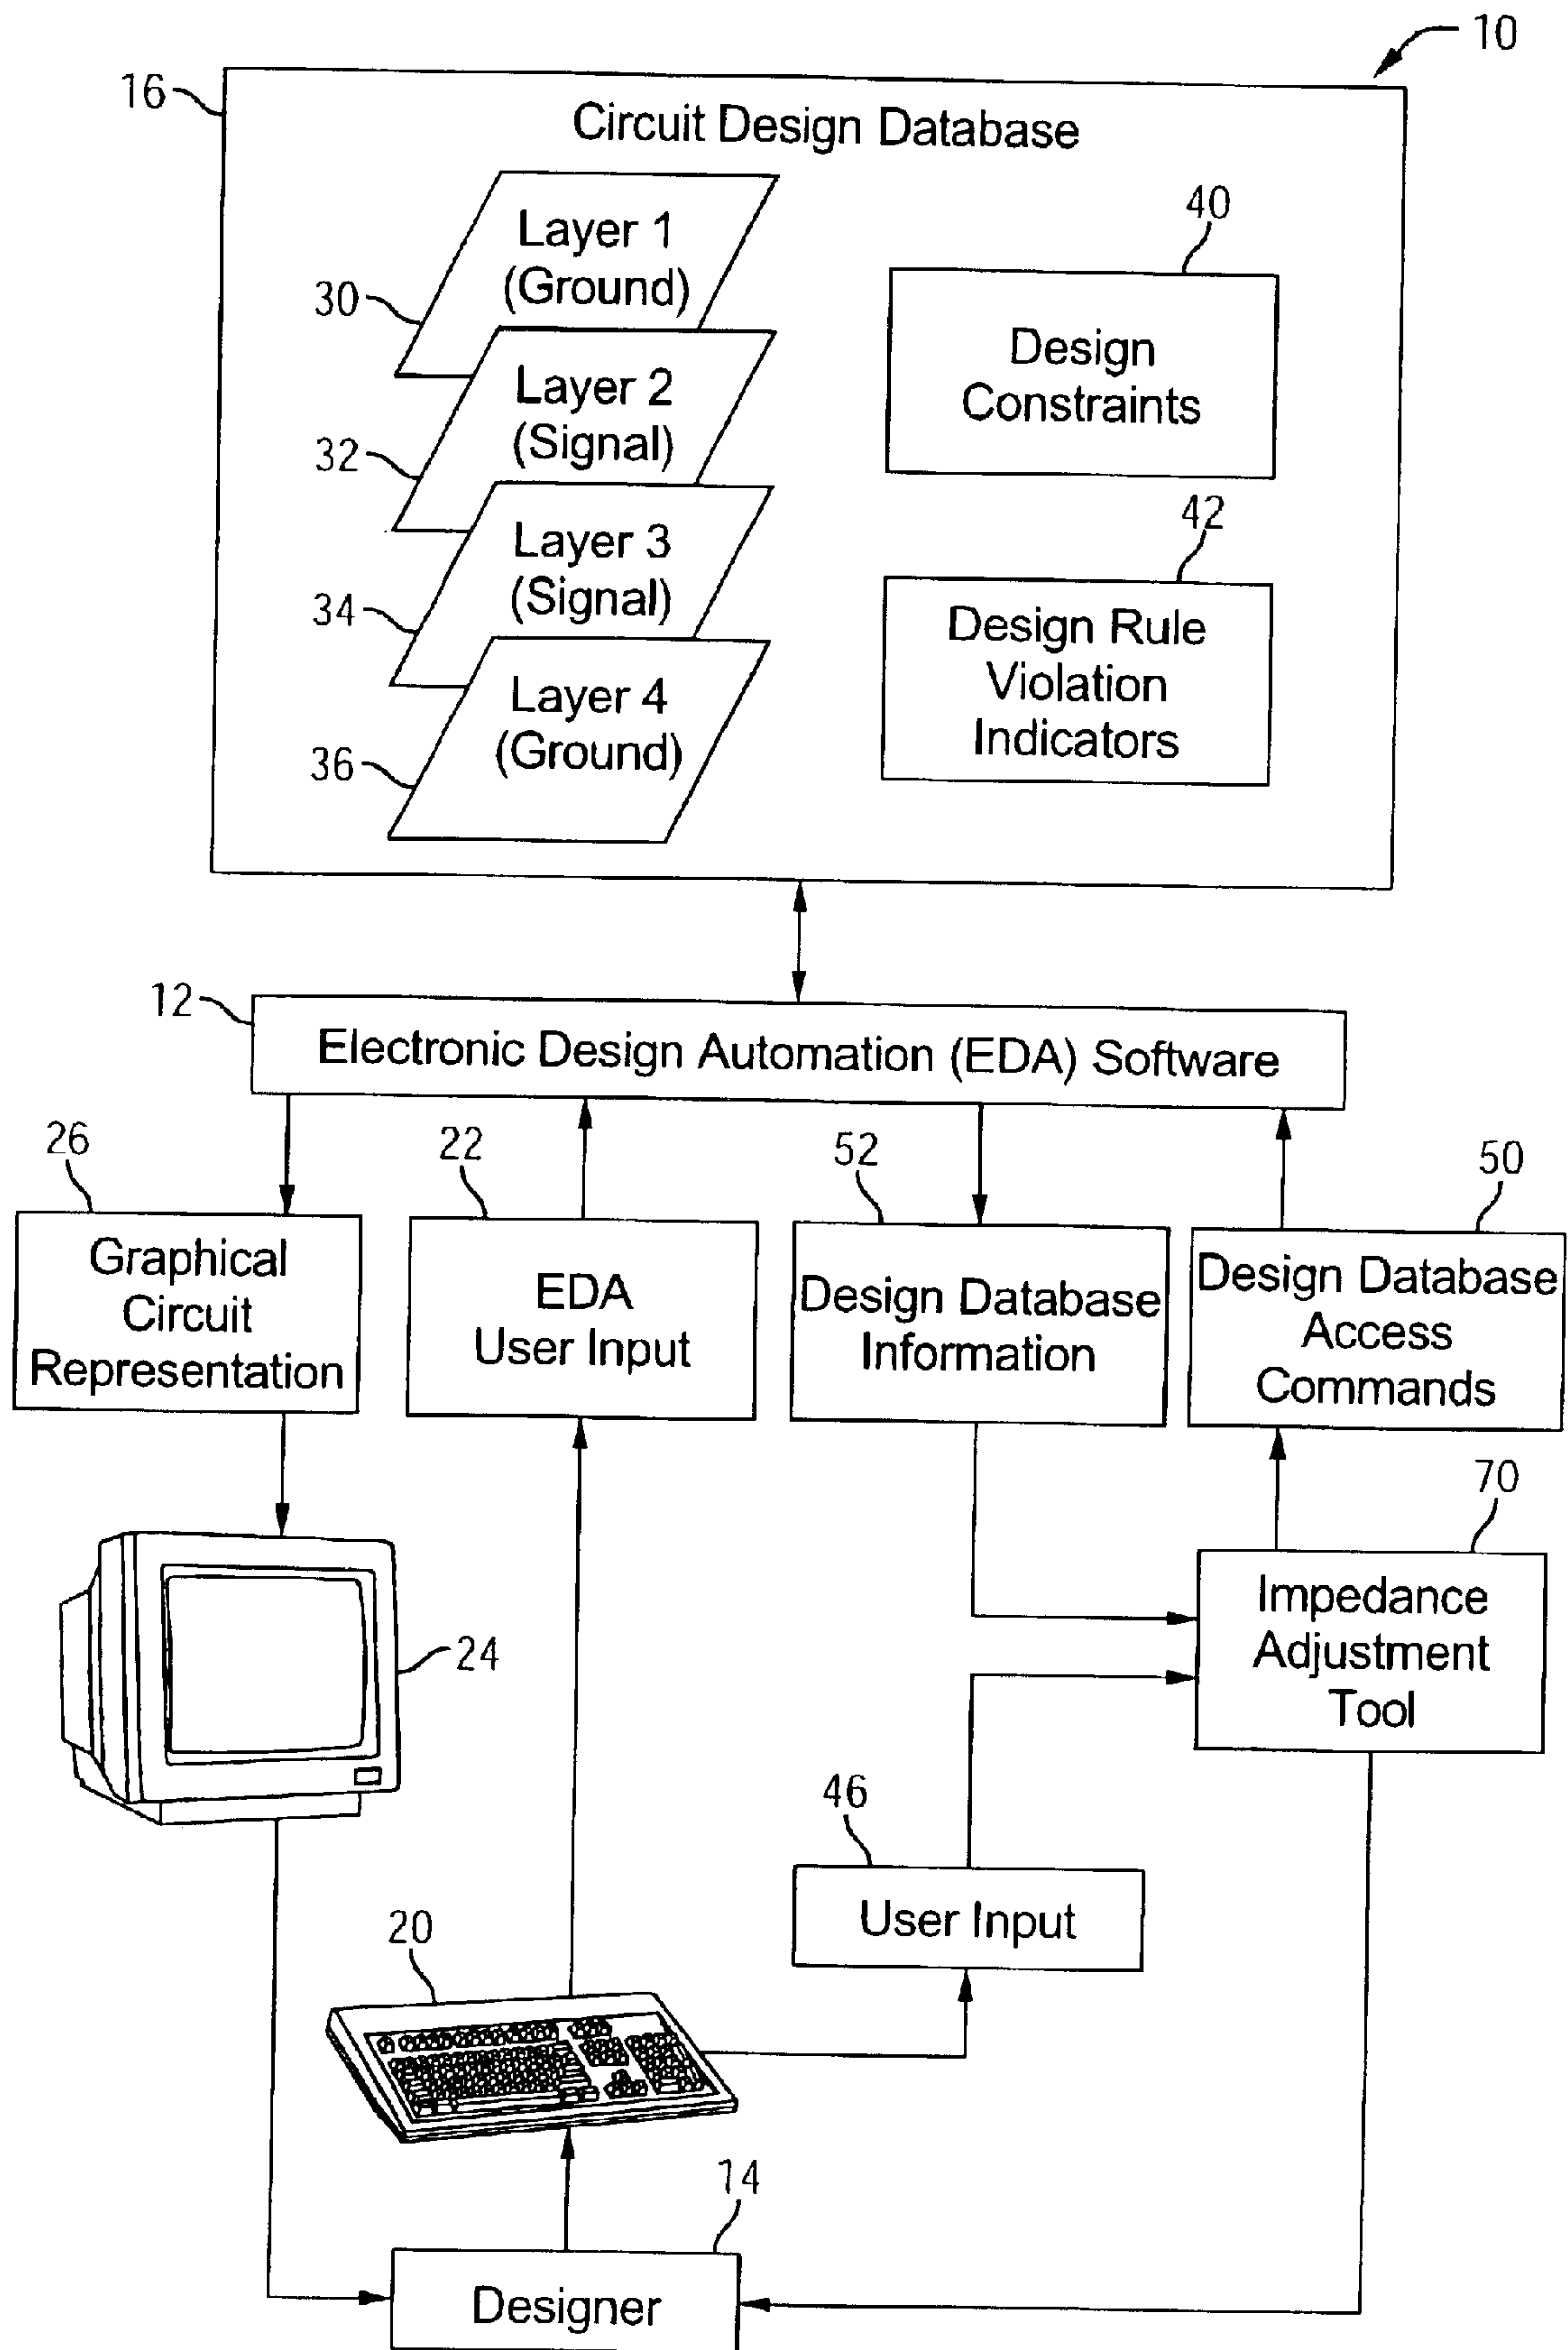 10
16
Circuit Design Database
Layer 1
(Ground)
30
40
Design
Constraints
Layer 2
(Signal)
32
42
Layer 3
(Signal)
34
Design Rule
Violation
Indicators
Layer 4
(Ground)
36
12
Electronic Design Automation (EDA) Software
26
22
52
50
Graphical
Circuit
Representation
EDA
User Input
Design Database
Information
Design Database
Access
Commands
70
Impedance
Adjustment
Tool
24
46
User Input
20
14
Designer